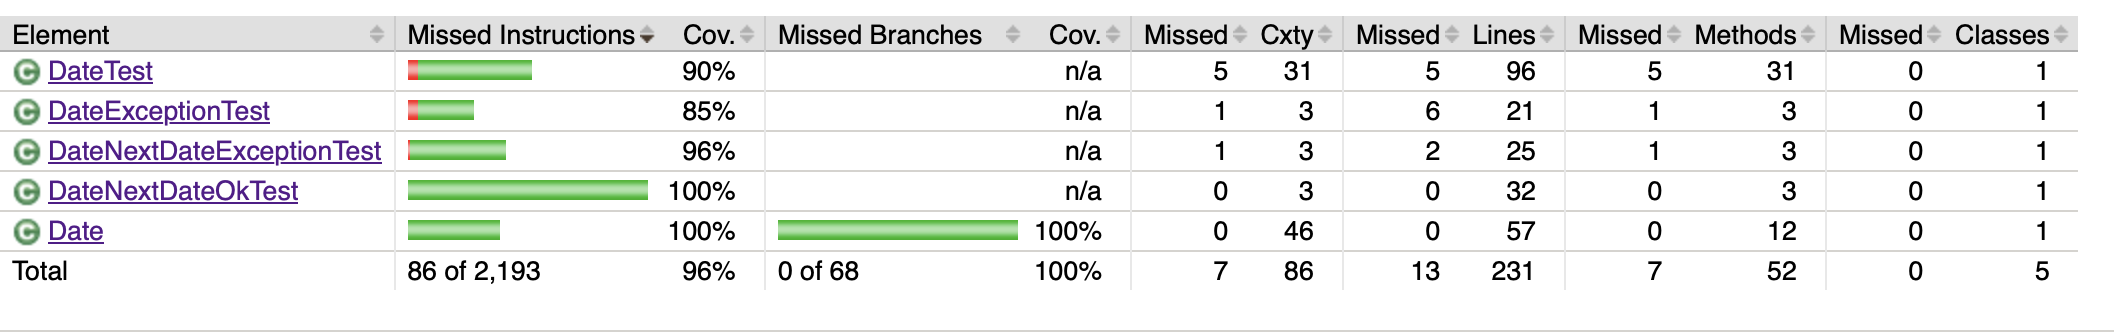 Element Missed Instructions Cov. Missed Branches Cov. Missed Cxty Missed Lines Missed Methods Missed Classes
C DateTest 90% n/a 5 31 5 96 5 31 0 1
C DateExceptionTest 85% n/a 1 3 6 21 1 3 0 1
C DateNextDateExceptionTest 96% n/a 1 3 2 25 1 3 0 1
C DateNextDateOkTest 100% n/a 0 3 0 32 0 3 0 1
C Date 100% 100% 0 46 0 57 0 12 0 1
Total 86 of 2,193 96% 0 of 68 100% 7 86 13 231 7 52 0 5